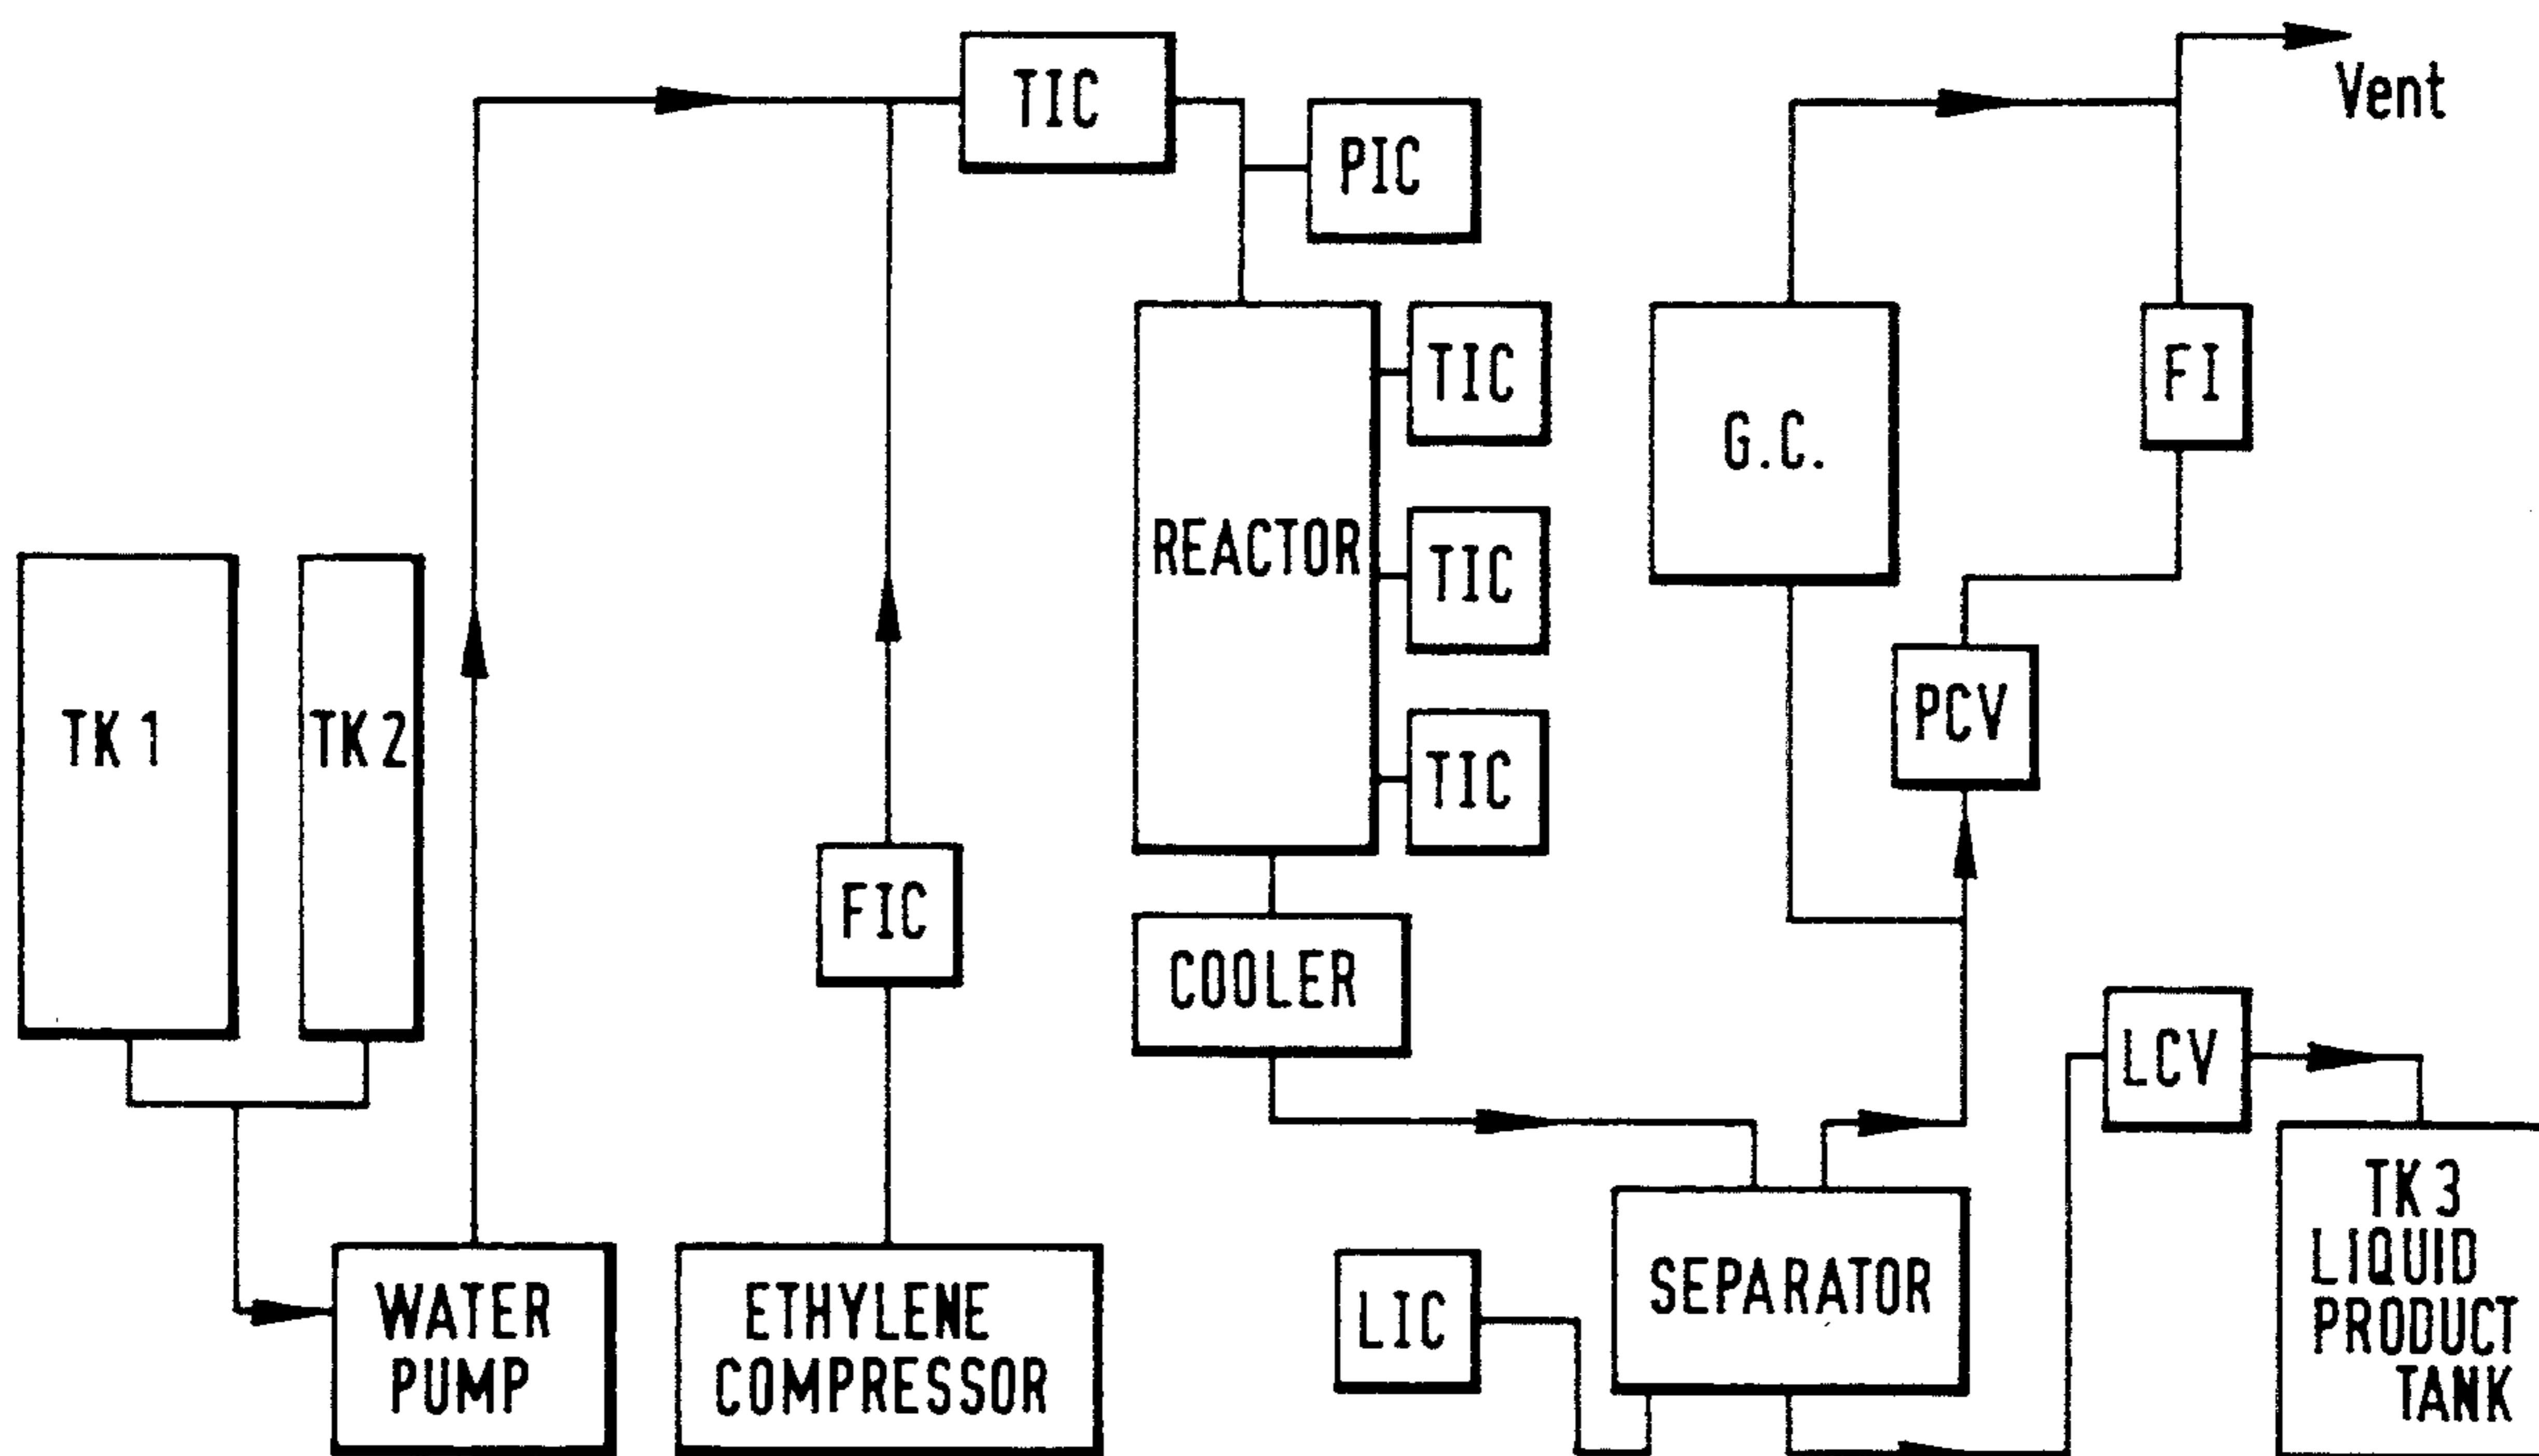 TIC
Vent
PIC
TIC
FI
G.C.
REACTOR
TIC
TK 1
TK 2
PCV
TIC
FIC
COOLER
LCV
TK 3
LIQUID
PRODUCT
TANK
SEPARATOR
LIC
WATER
PUMP
ETHYLENE
COMPRESSOR